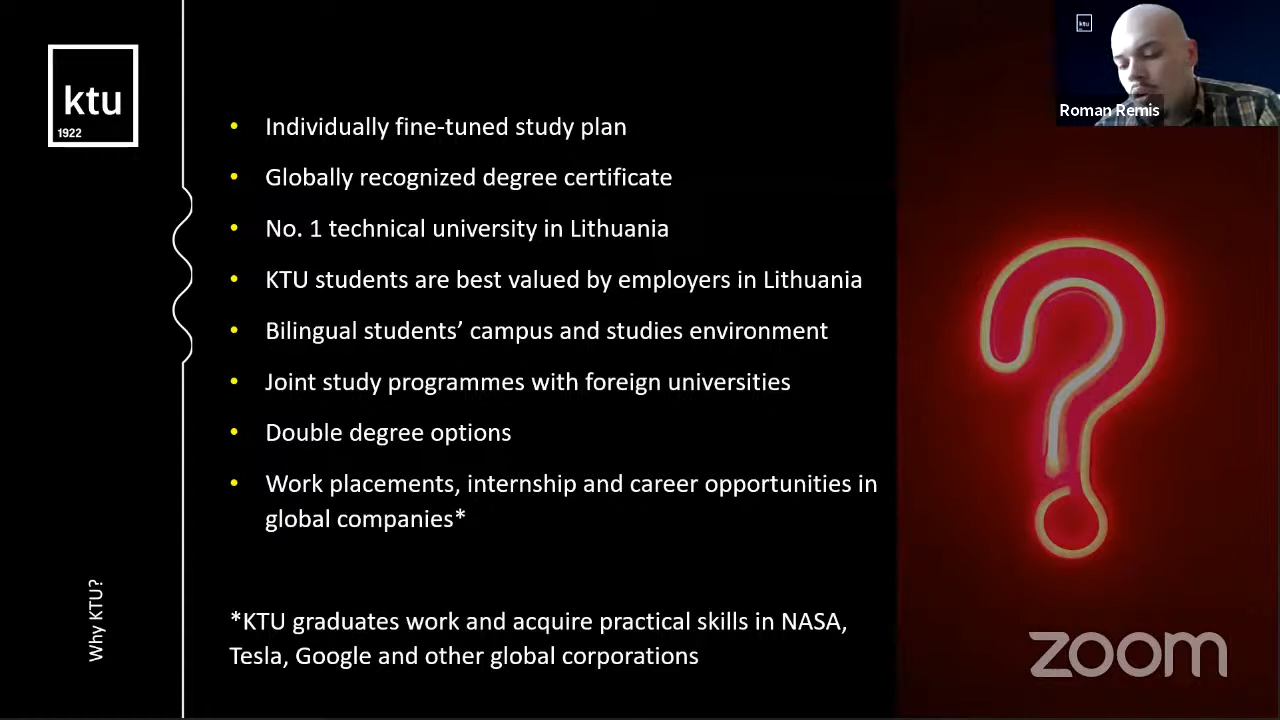 ktu
1922
Individually fine-tuned study plan
Globally recognized degree certificate
No. 1 technical university in Lithuania
KTU students are best valued by employers in Lithuania
Bilingual students’ campus and studies environment
Joint study programmes with foreign universities
Double degree options
Work placements, internship and career opportunities in
global companies*
*KTU graduates work and acquire practical skills in NASA,
Tesla, Google and other global corporations
Why KTU?
ktu
Roman Remis
zoom